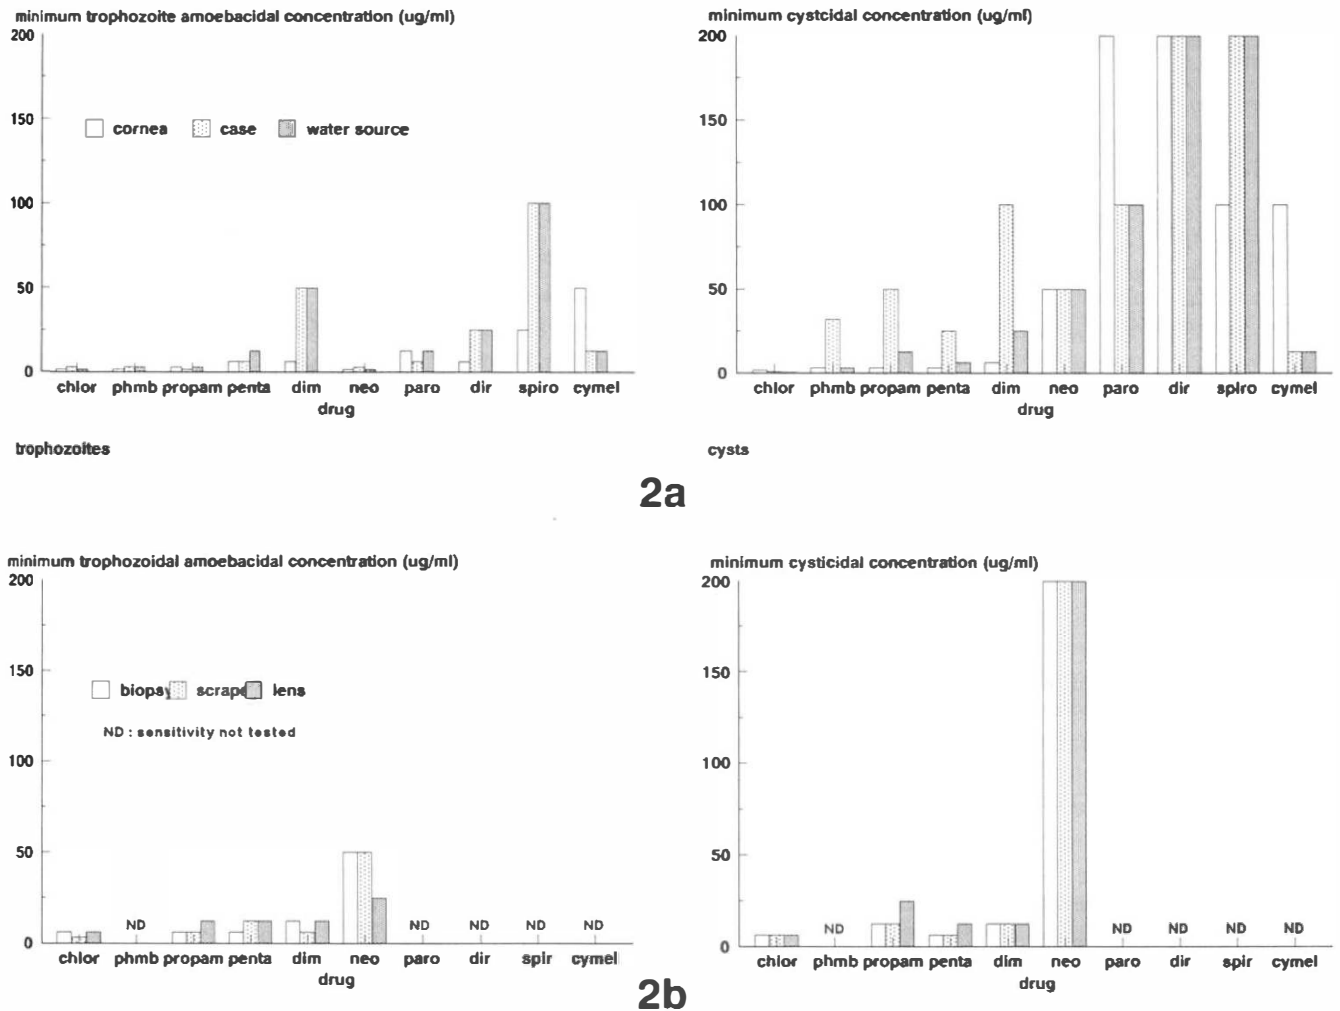 minimum trophozoite amoebacidal concentration (ug/ml)
200
150
100
50
0
cornea case water source
chlor phmb propam penta dim neo paro dir spiro cymel
drug
trophozoites
minimum cystcidal concentration (ug/ml)
200
150
100
50
0
chlor phmb propam penta dim neo paro dir spiro cymel
drug
cysts
2a
minimum trophozoidal amoebacidal concentration (ug/ml)
200
150
100
50
0
biopsy scrape lens
ND : sensitivity not tested
ND ND ND ND ND
chlor phmb propam penta dim neo paro dir spir cymel
drug
minimum cysticidal concentration (ug/ml)
200
150
100
50
0
ND ND ND ND ND
chlor phmb propam penta dim neo paro dir spir cymel
drug
2b